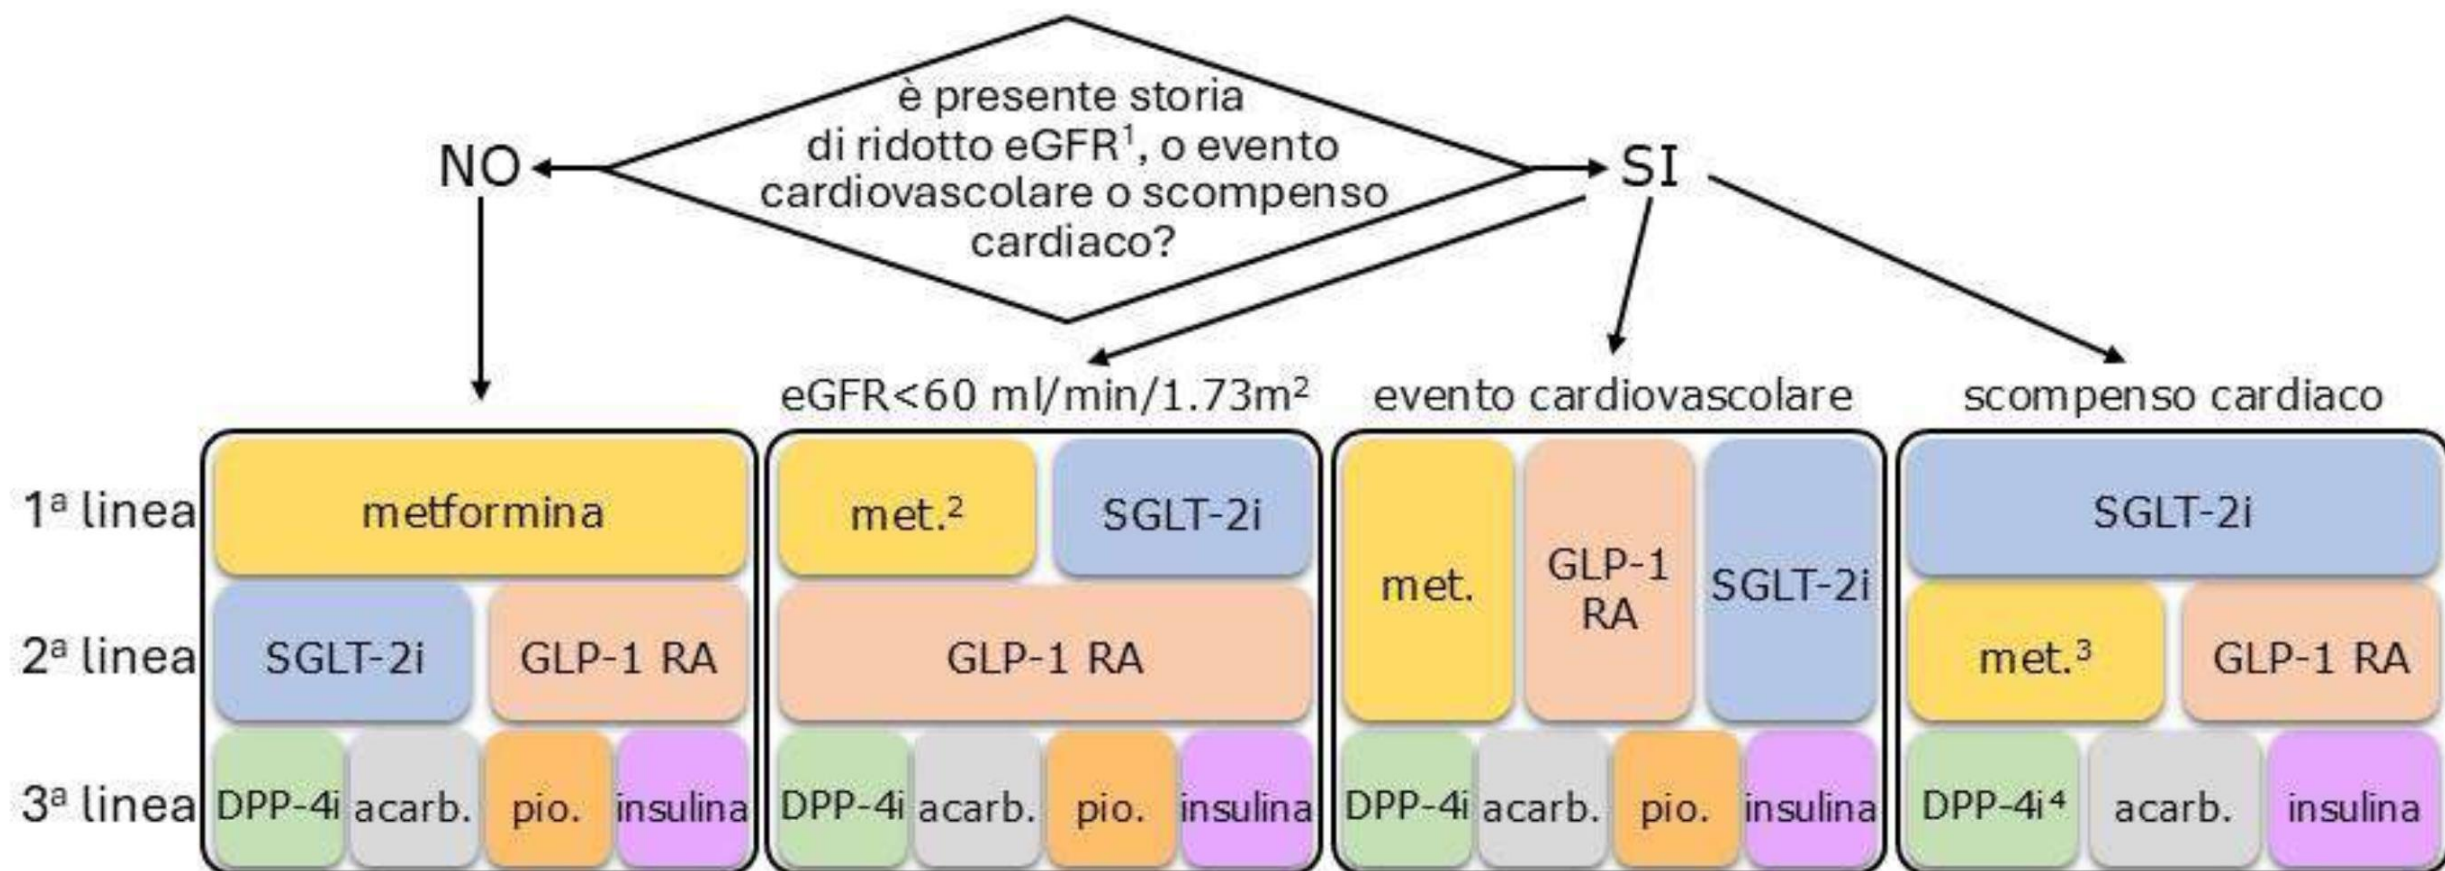 è presente storia
di ridotto eGFR¹, o evento
cardiovascolare o scompenso
cardiaco?
NO
SI
eGFR<60 ml/min/1.73m²
evento cardiovascolare
scompenso cardiaco
1ª linea
metformina
met.²
SGLT-2i
met.
GLP-1
RA
SGLT-2i
SGLT-2i
2ª linea
SGLT-2i
GLP-1 RA
GLP-1 RA
met.³
GLP-1 RA
3ª linea
DPP-4i
acarb.
pio.
insulina
DPP-4i
acarb.
pio.
insulina
DPP-4i
acarb.
pio.
insulina
DPP-4i⁴
acarb.
insulina